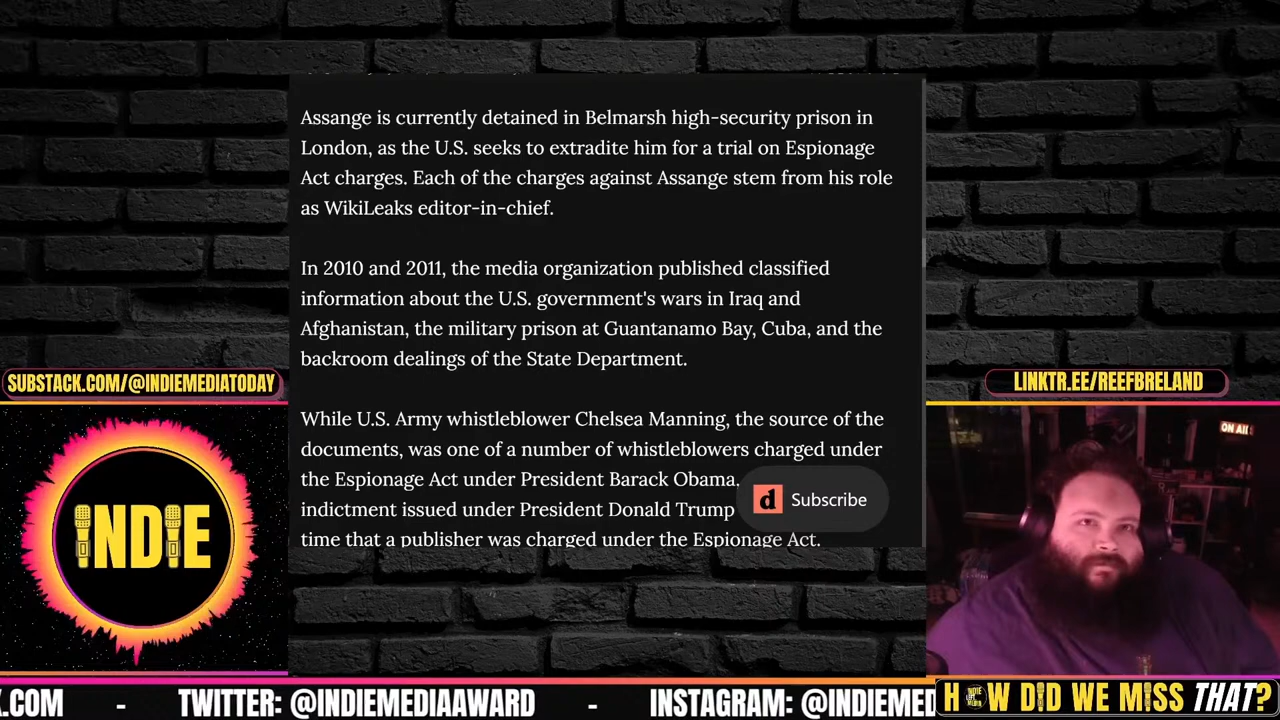 Assange is currently detained in Belmarsh high-security prison in
London, as the U.S. seeks to extradite him for a trial on Espionage
Act charges. Each of the charges against Assange stem from his role
as WikiLeaks editor-in-chief.
In 2010 and 2011, the media organization published classified
information about the U.S. government's wars in Iraq and
Afghanistan, the military prison at Guantanamo Bay, Cuba, and the
backroom dealings of the State Department.
While U.S. Army whistleblower Chelsea Manning, the source of the
documents, was one of a number of whistleblowers charged under
the Espionage Act under President Barack Obama,
indictment issued under President Donald Trump
time that a publisher was charged under the Espionage Act.
d Subscribe
SUBSTACK.COM/@INDIEMEDIATODAY
INDIE
LINKTR.EE/REEFBRELAND
ON AIR
K.COM - TWITTER: @INDIEMEDIAAWARD - INSTAGRAM: @INDIEMED
HOW DID WE MISS THAT?